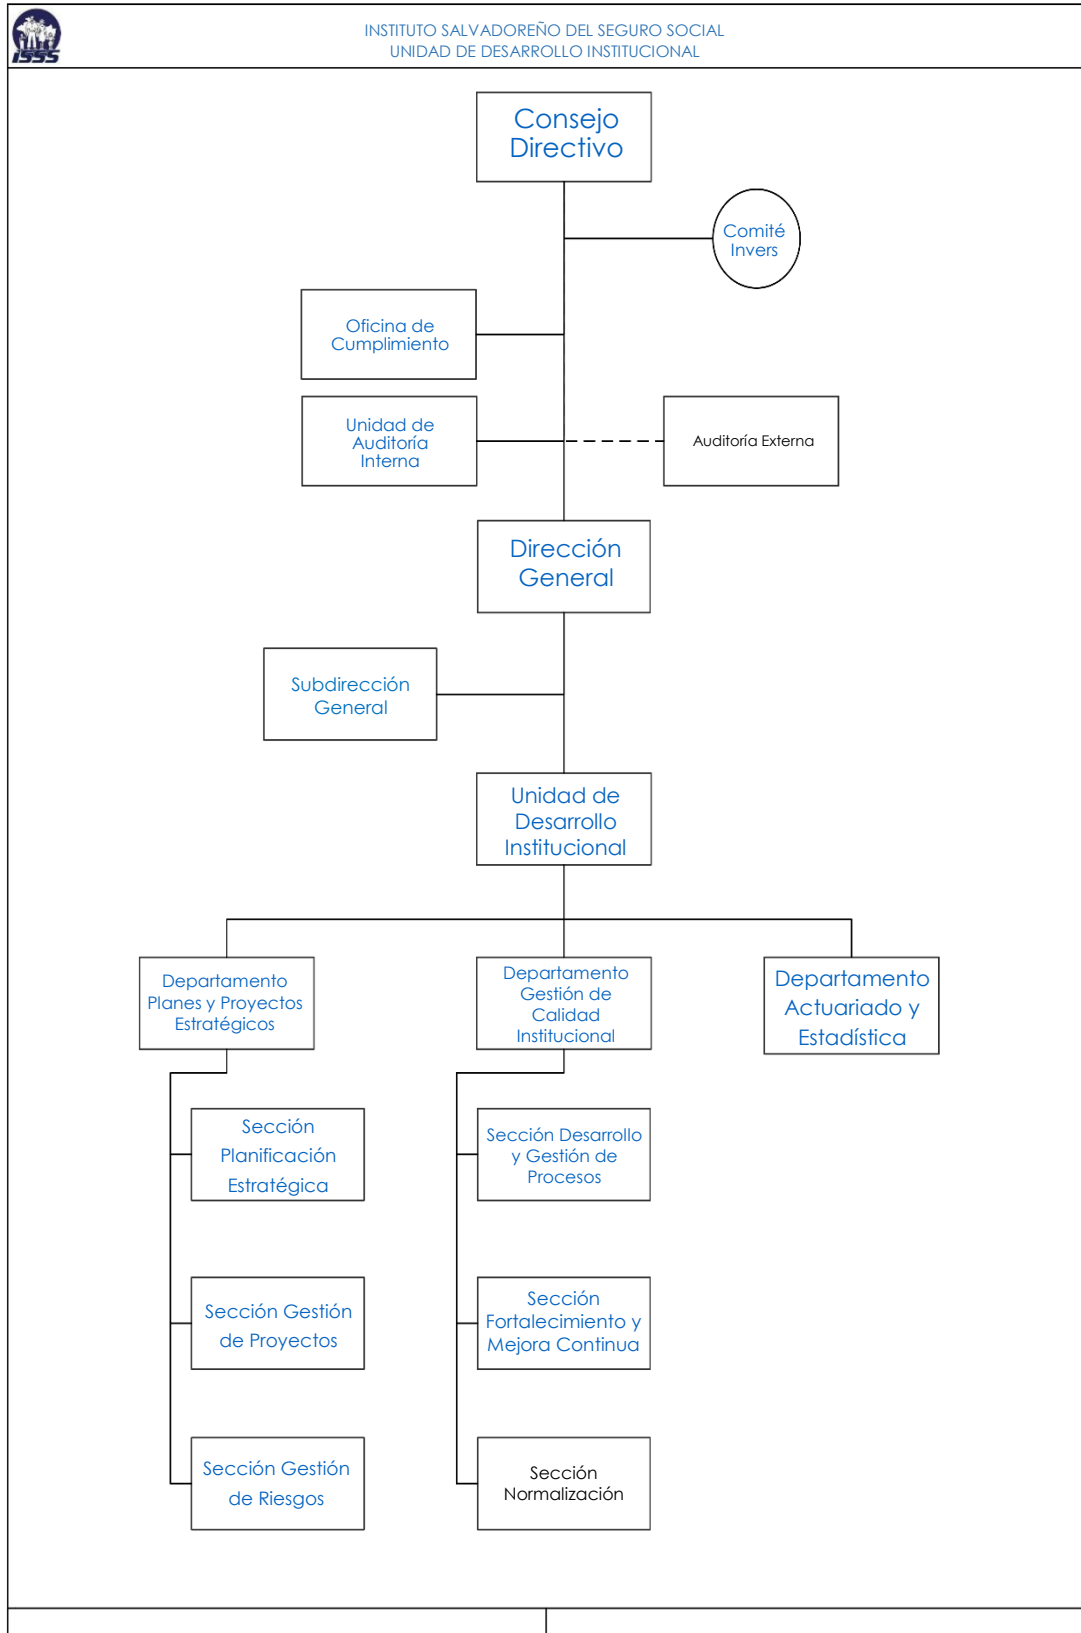 ISSS
INSTITUTO SALVADOREÑO DEL SEGURO SOCIAL
UNIDAD DE DESARROLLO INSTITUCIONAL
Consejo
Directivo
Comité
Invers
Oficina de
Cumplimiento
Unidad de
Auditoría
Interna
Auditoría Externa
Dirección
General
Subdirección
General
Unidad de
Desarrollo
Institucional
Departamento
Planes y Proyectos
Estratégicos
Departamento
Gestión de
Calidad
Institucional
Departamento
Actuariado y
Estadística
Sección
Planificación
Estratégica
Sección Desarrollo
y Gestión de
Procesos
Sección Gestión
de Proyectos
Sección
Fortalecimiento y
Mejora Continua
Sección Gestión
de Riesgos
Sección
Normalización